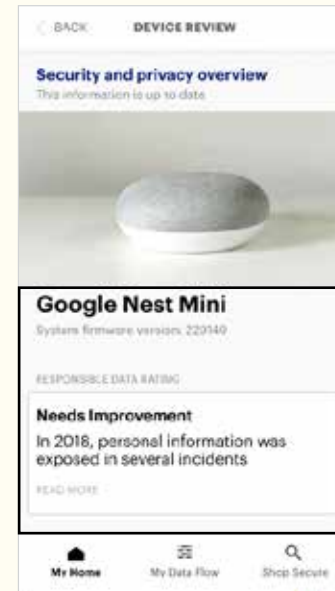 BACK DEVICE REVIEW
Security and privacy overview
This information is up to date
Google Nest Mini
System firmware version: 220140
RESPONSIBLE DATA RATING
Needs Improvement
In 2018, personal information was
exposed in several incidents
READ MORE
My Home My Data Flow Shop Secure